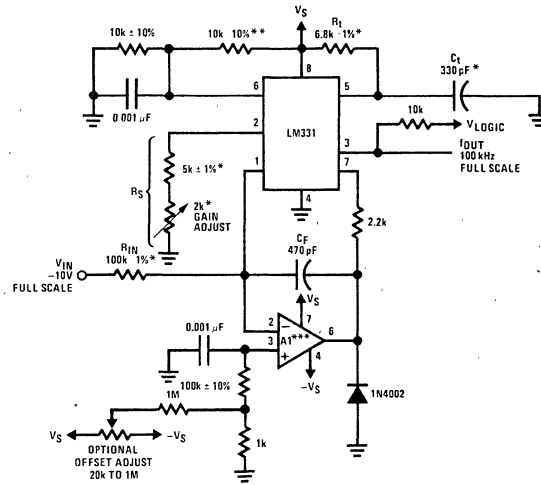 VS
10k ± 10%
10k 10%**
Rt
6.8k ·1%*
Ct
330 pF*
8
6
5
0 001 µF
LM331
10k
VLOGIC
2
3
fOUT
100 kHz
FULL SCALE
1
7
5k ± 1%*
RS
2k*
GAIN
ADJUST
4
2.2k
CF
470 pF
VIN
-10V
FULL SCALE
RIN
100k 1%*
VS
7
2
6
0.001 µF
3
A1***
4
-VS
1N4002
100k ± 10%
1M
VS
-VS
1k
OPTIONAL
OFFSET ADJUST
20k TO 1M